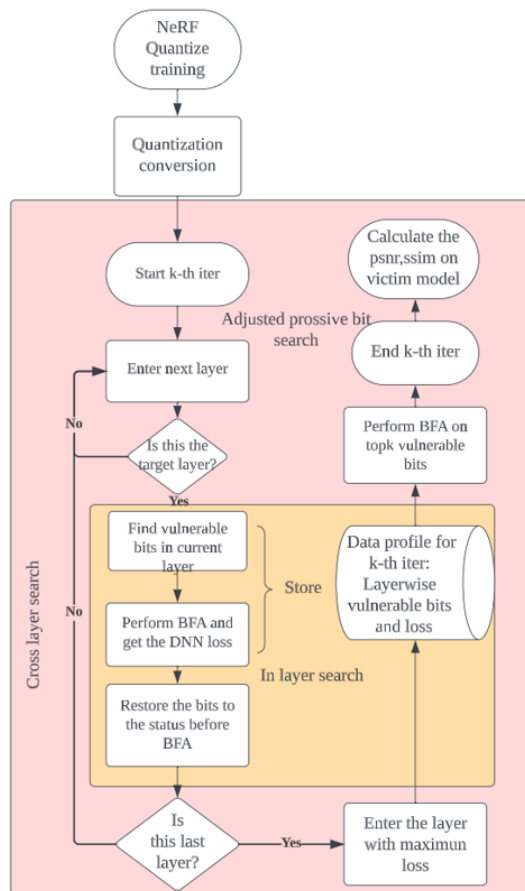 NeRF
Quantize
training
Quantization
conversion
Start k-th iter
Calculate the
psnr,ssim on
victim model
Adjusted prossive bit
search
End k-th iter
Enter next layer
No
Is this the
target layer?
Yes
Perform BFA on
topk vulnerable
bits
Find vulnerable
bits in current
layer
Store
Data profile for
k-th iter:
Layerwise
vulnerable bits
and loss
Perform BFA and
get the DNN loss
In layer search
Restore the bits to
the status before
BFA
No
Cross layer search
Is
this last
layer?
Yes
Enter the layer
with maximun
loss